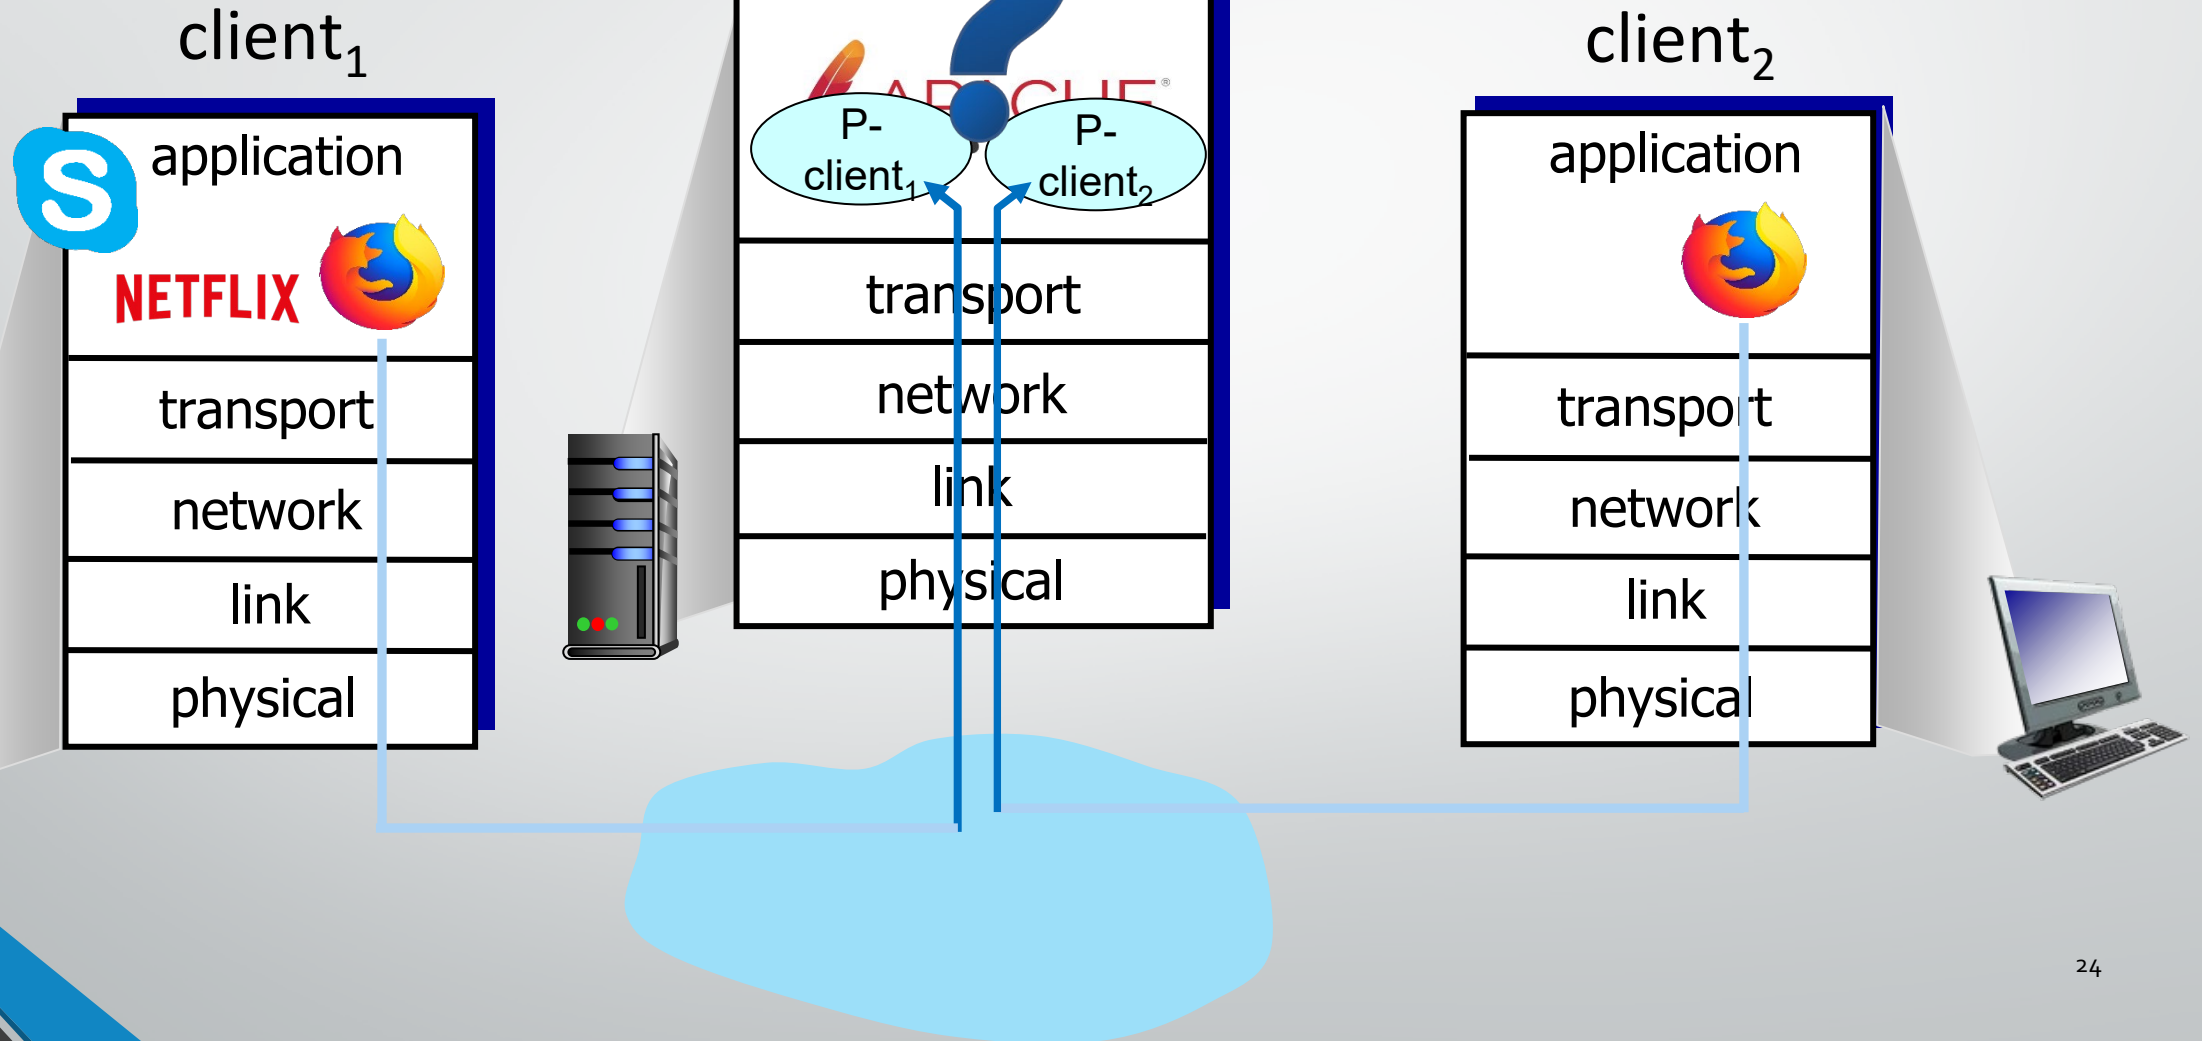 client₁
application
NETFLIX
transport
network
link
physical
APACHE®
P-
client₁
P-
client₂
transport
network
link
physical
client₂
application
transport
network
link
physical
24